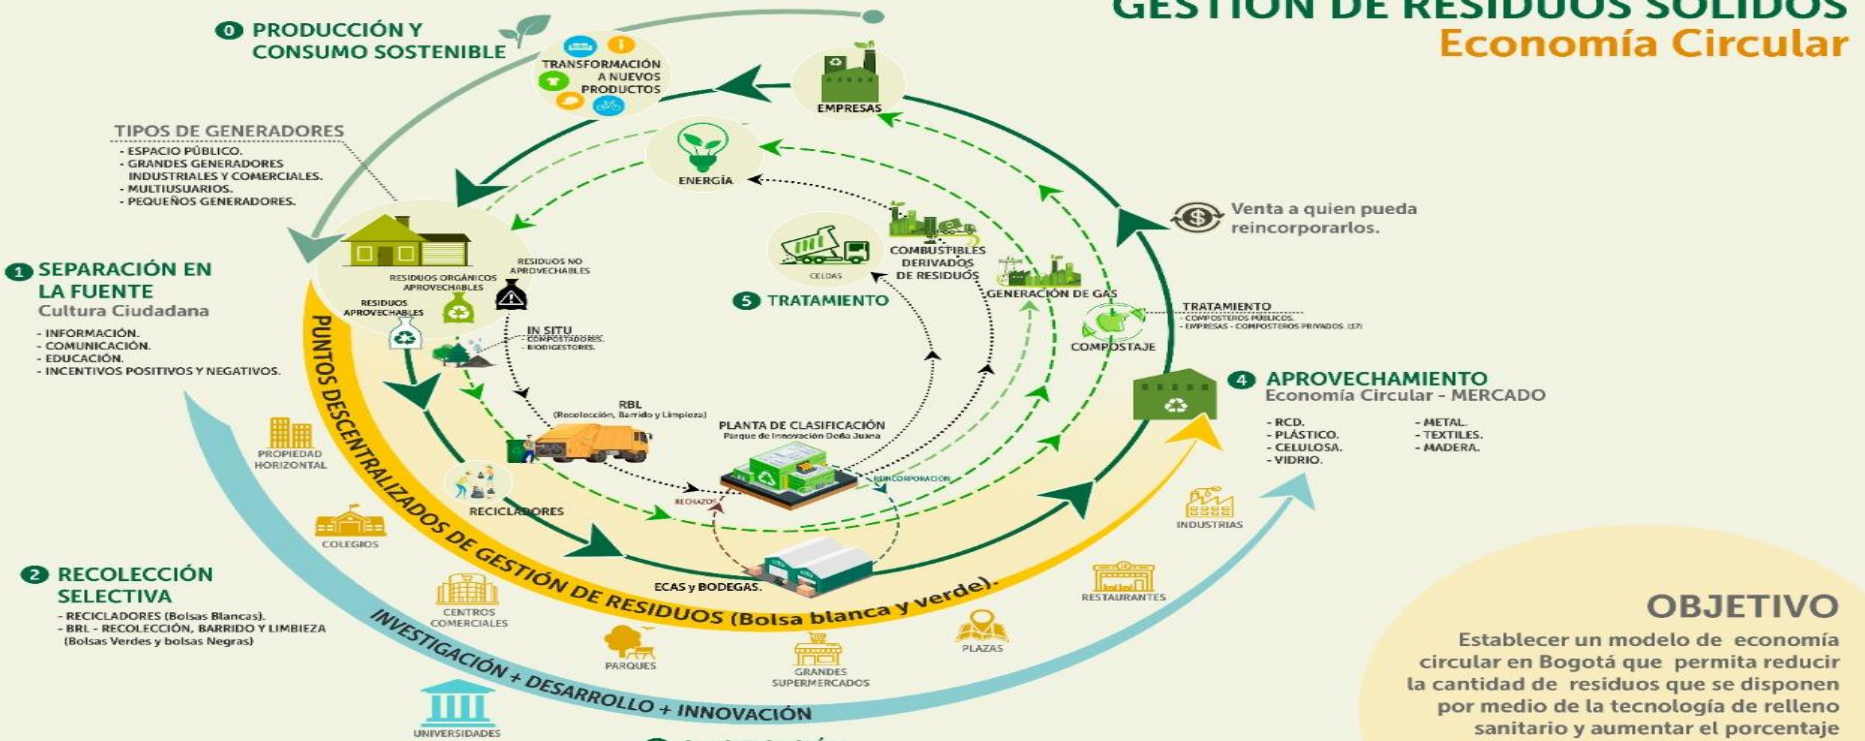 GESTIÓN DE RESIDUOS SÓLIDOS
Economía Circular
0 PRODUCCIÓN Y
CONSUMO SOSTENIBLE
TRANSFORMACIÓN
A NUEVOS
PRODUCTOS
EMPRESAS
TIPOS DE GENERADORES
- ESPACIO PÚBLICO.
- GRANDES GENERADORES
INDUSTRIALES Y COMERCIALES.
- MULTIUSUARIOS.
- PEQUEÑOS GENERADORES.
ENERGÍA
Venta a quien pueda
reincorporarlos.
1 SEPARACIÓN EN
LA FUENTE
Cultura Ciudadana
- INFORMACIÓN.
- COMUNICACIÓN.
- EDUCACIÓN.
- INCENTIVOS POSITIVOS Y NEGATIVOS.
RESIDUOS NO
APROVECHABLES
RESIDUOS ORGÁNICOS
APROVECHABLES
RESIDUOS
APROVECHABLES
IN SITU
- COMPOSTADORES.
- BIODIGESTORES.
CELDAS
COMBUSTIBLES
DERIVADOS
DE RESIDUOS
5 TRATAMIENTO
GENERACIÓN DE GAS
TRATAMIENTO
- COMPOSTEROS PÚBLICOS.
- EMPRESAS - COMPOSTEROS PRIVADOS. (17)
COMPOSTAJE
4 APROVECHAMIENTO
Economía Circular - MERCADO
- RCD.
- PLÁSTICO.
- CELULOSA.
- VIDRIO.
- METAL.
- TEXTILES.
- MADERA.
RBL
(Recolección, Barrido y Limpieza)
PLANTA DE CLASIFICACIÓN
Parque de Innovación Doña Juana
RECHAZOS
REINCORPORACIÓN
RECICLADORES
ECAS y BODEGAS.
PUNTOS DESCENTRALIZADOS DE GESTIÓN DE RESIDUOS (Bolsa blanca y verde).
PROPIEDAD
HORIZONTAL
COLEGIOS
CENTROS
COMERCIALES
PARQUES
GRANDES
SUPERMERCADOS
PLAZAS
RESTAURANTES
INDUSTRIAS
2 RECOLECCIÓN
SELECTIVA
- RECICLADORES (Bolsas Blancas).
- BRL - RECOLECCIÓN, BARRIDO Y LIMBIEZA
(Bolsas Verdes y bolsas Negras)
INVESTIGACIÓN + DESARROLLO + INNOVACIÓN
UNIVERSIDADES
OBJETIVO
Establecer un modelo de economía
circular en Bogotá que permita reducir
la cantidad de residuos que se disponen
por medio de la tecnología de relleno
sanitario y aumentar el porcentaje